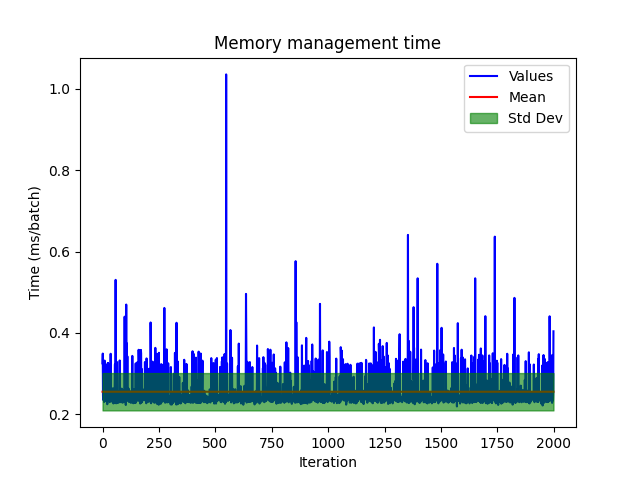 Memory management time
Values
Mean
Std Dev
Time (ms/batch)
1.0
0.8
0.6
0.4
0.2
0 250 500 750 1000 1250 1500 1750 2000
Iteration